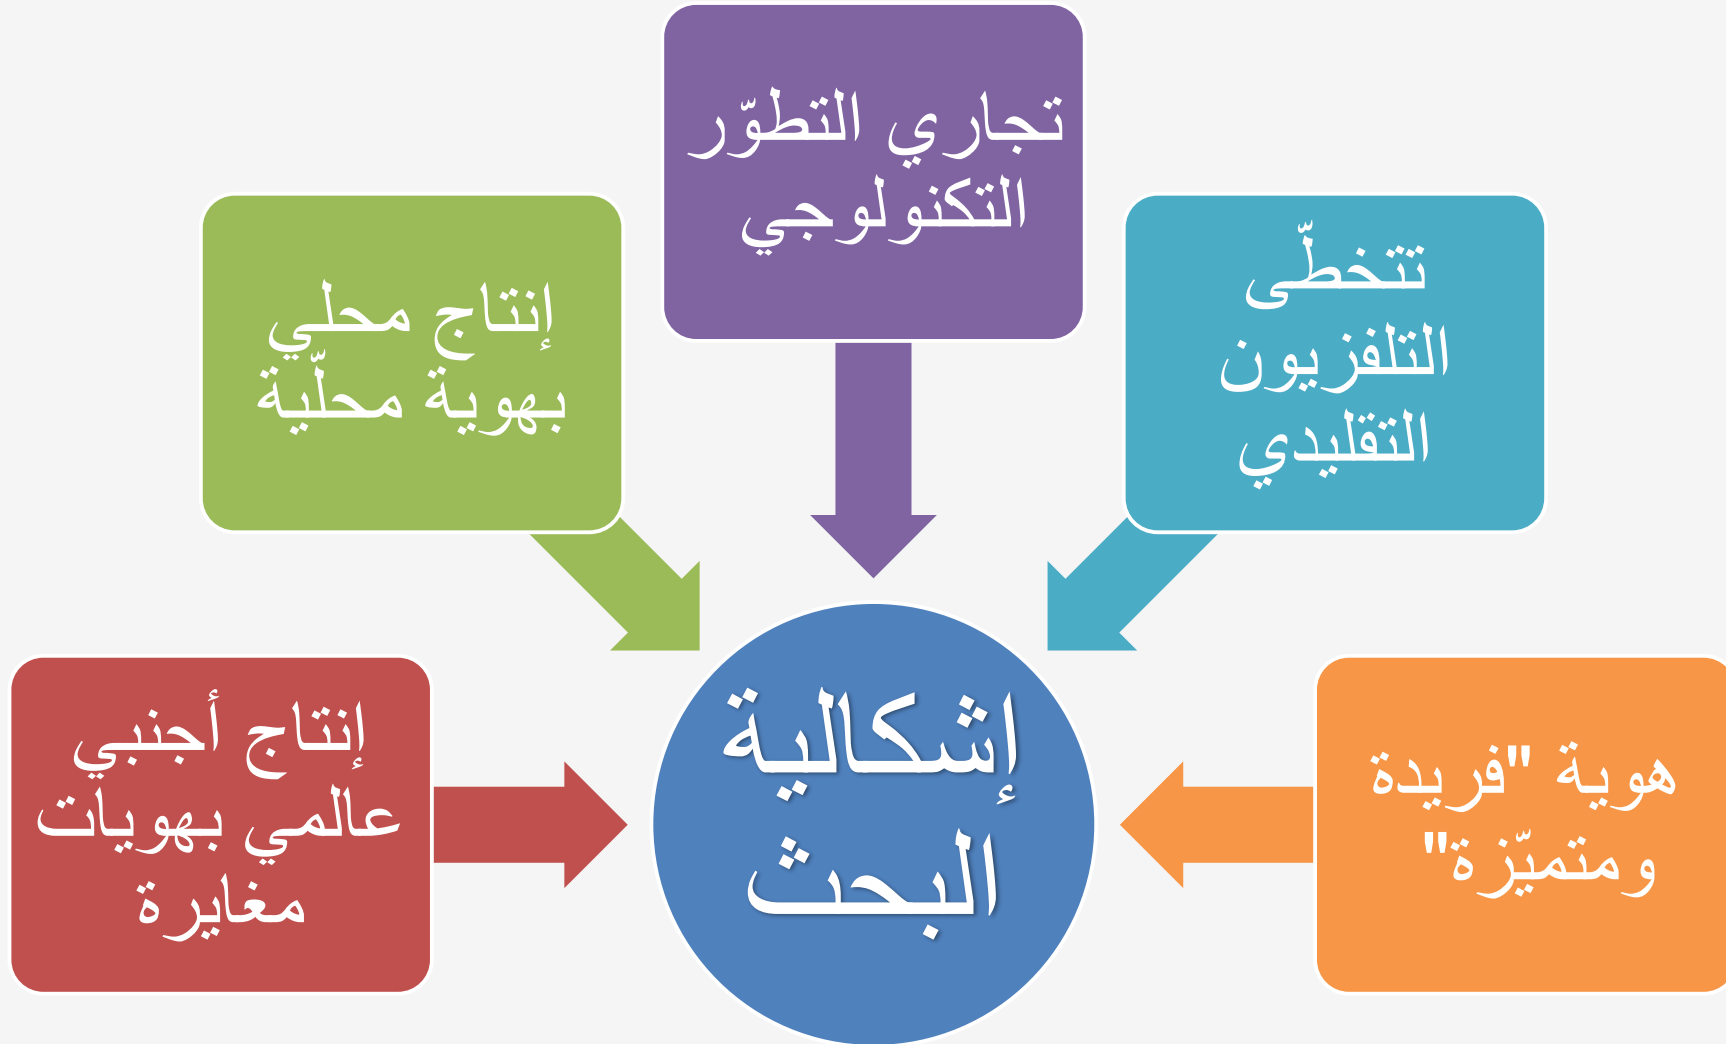 تجاري التطوّر
التكنولوجي
تتخطّى
التلفزيون
التقليدي
إنتاج محلي
بهوية محلّية
هوية "فريدة
ومتميّزة"
إشكالية
البحث
إنتاج أجنبي
عالمي بهويات
مغايرة